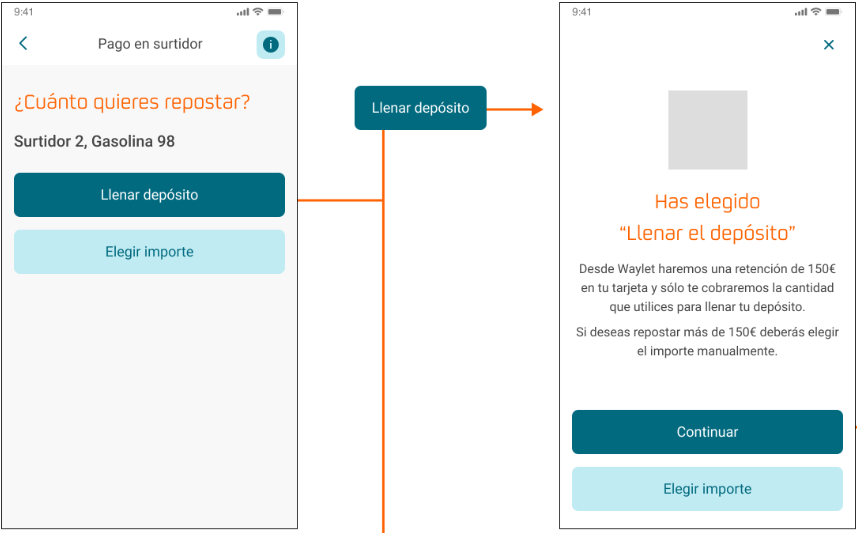 9:41
Pago en surtidor
¿Cuánto quieres repostar?
Surtidor 2, Gasolina 98
Llenar depósito
Elegir importe
Llenar depósito
9:41
Has elegido
“Llenar el depósito”
Desde Waylet haremos una retención de 150€
en tu tarjeta y sólo te cobraremos la cantidad
que utilices para llenar tu depósito.
Si deseas repostar más de 150€ deberás elegir
el importe manualmente.
Continuar
Elegir importe